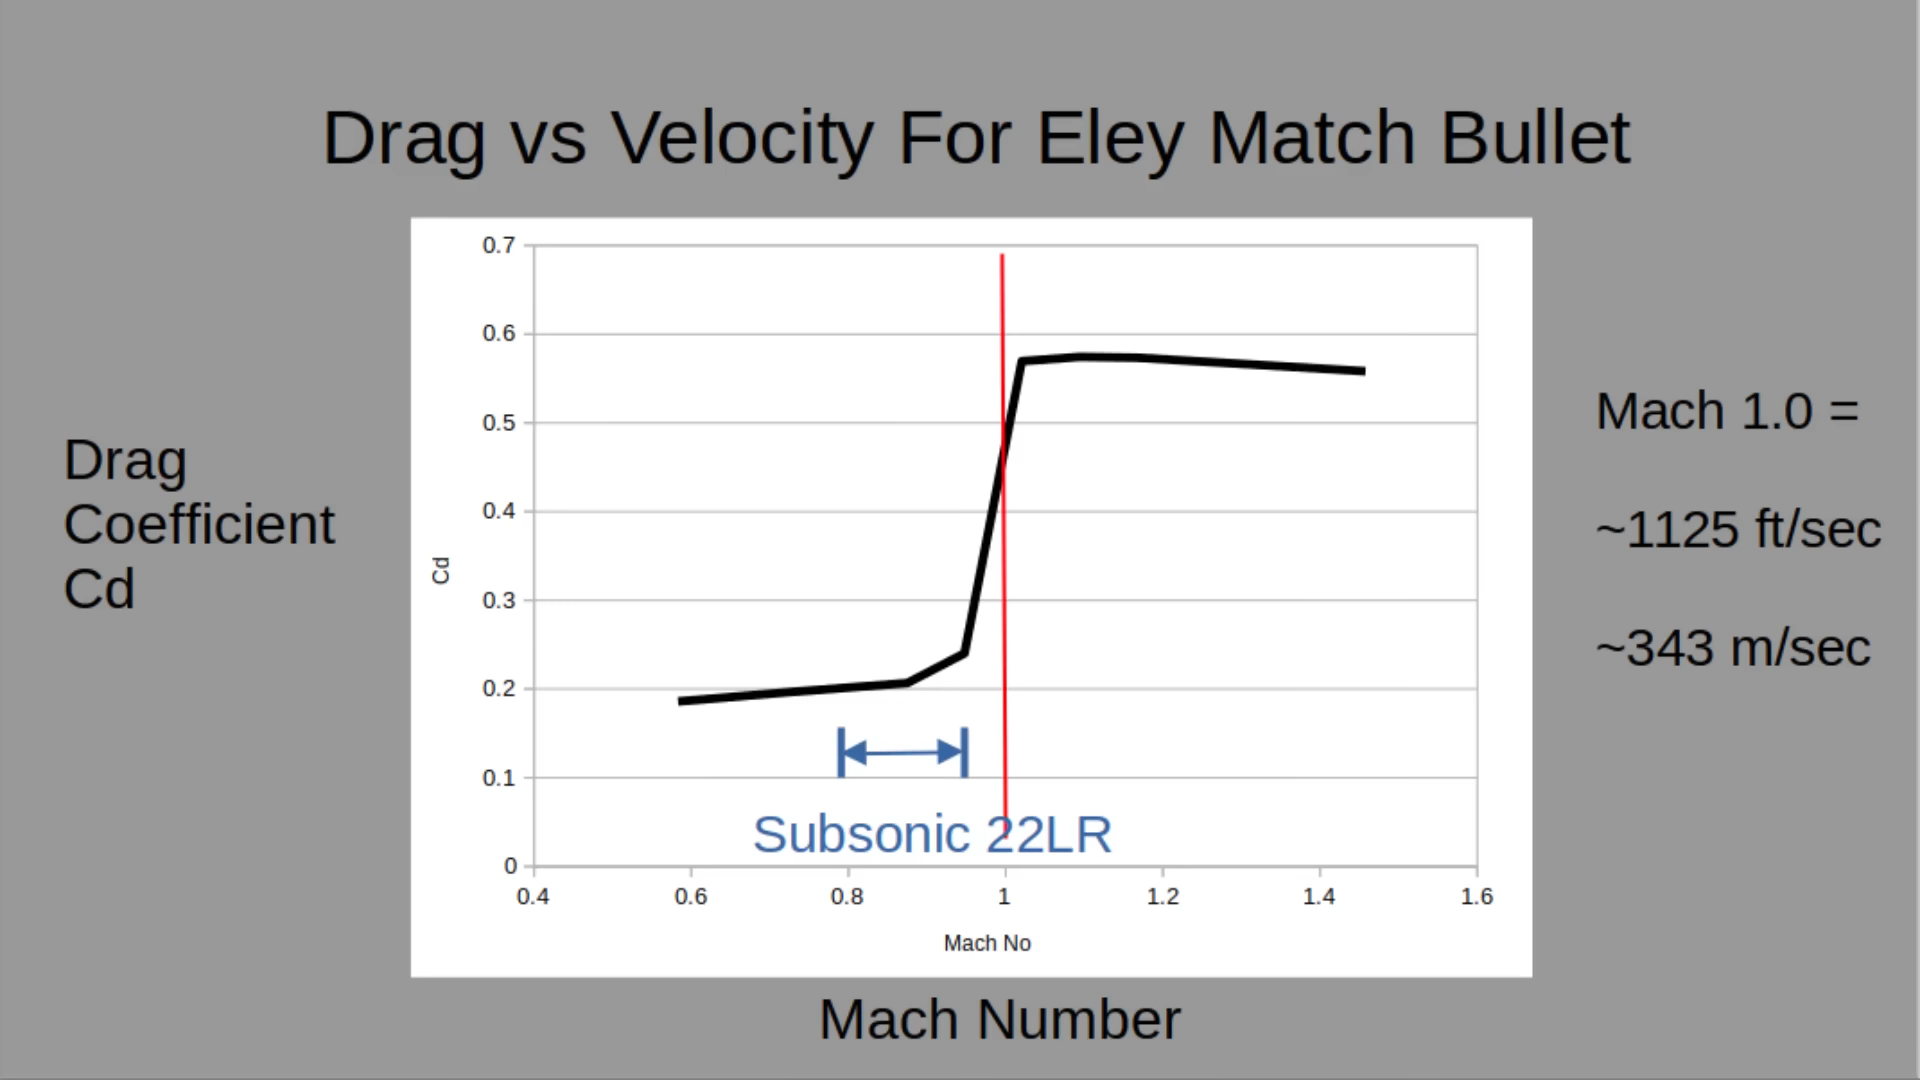 Drag vs Velocity For Eley Match Bullet
Drag
Coefficient
Cd
0.7
0.6
0.5
0.4
0.3
0.2
0.1
0
Cd
Subsonic 22LR
0.4 0.6 0.8 1 1.2 1.4 1.6
Mach No
Mach Number
Mach 1.0 =
~1125 ft/sec
~343 m/sec